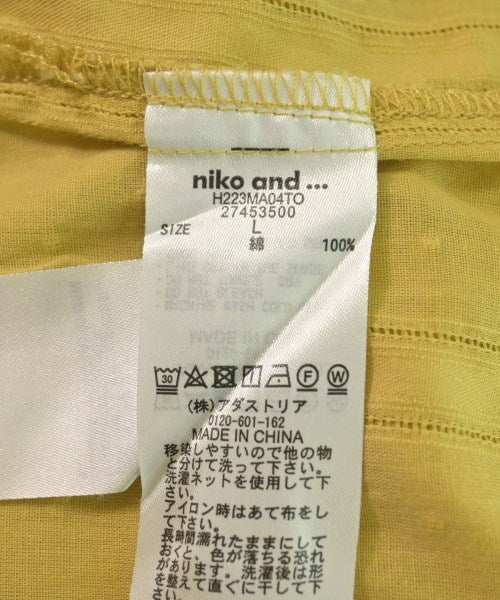 niko and ...
H223MA04TO
27453500
SIZE L
綿 100%
30 F W
(株)アダストリア
0120-601-162
MADE IN CHINA
移染しやすいので他の物
と分けて洗って下さい。
洗濯ネットを使用して下
さい。
アイロン時はあて布をし
て下さい。
長時間濡れたままにして
おくと、色が落ちる恐れ
があります。洗濯後は形
を整えて直ぐに干して下
さい。